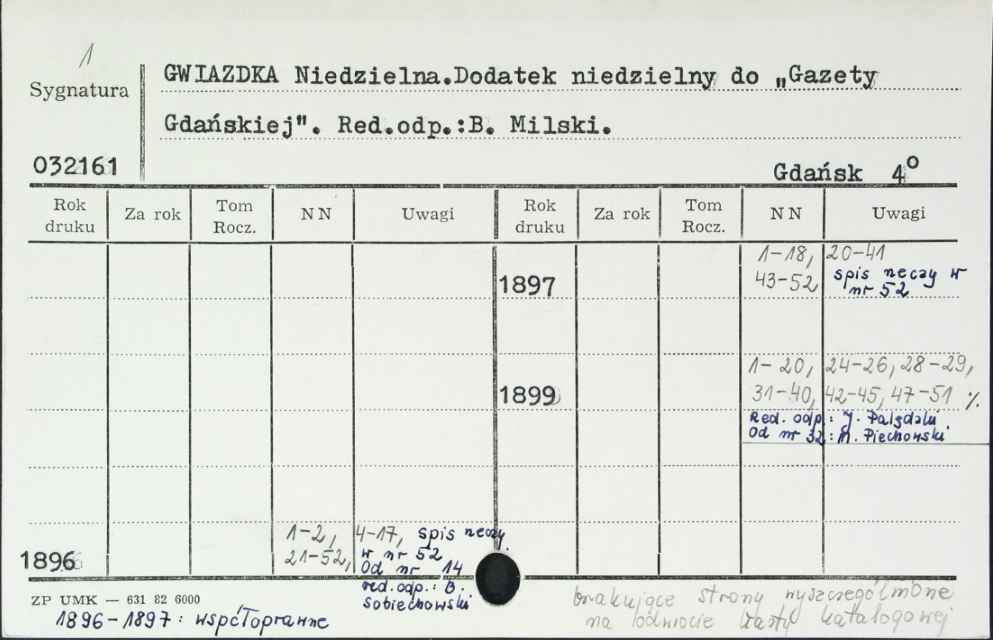 1
GWIAZDKA Niedzielna.Dodatek niedzielny do „Gazety
Sygnatura
Gdańskiej". Red.odp.:B. Milski.
032161
Gdańsk 4°
Rok druku Za rok Tom Rocz. NN Uwagi Rok druku Za rok Tom Rocz. NN Uwagi
1-18, 20-41
1897 43-52 spis rzeczy w
nr 52
1-20, 24-26, 28-29,
1899 31-40, 42-45, 47-51 %
Red. odp.: J.
Od nr 32: M. Piechowski.
1-2, 4-17, spis rzeczy
1896 21-52, w nr 52.
Od nr 14
red. odp.: B.
Sobiechowski
ZP UMK — 631 82 6000
1896-1897: współoprawne
brakujące strony wyszczególnione
na odwrocie karty katalogowej